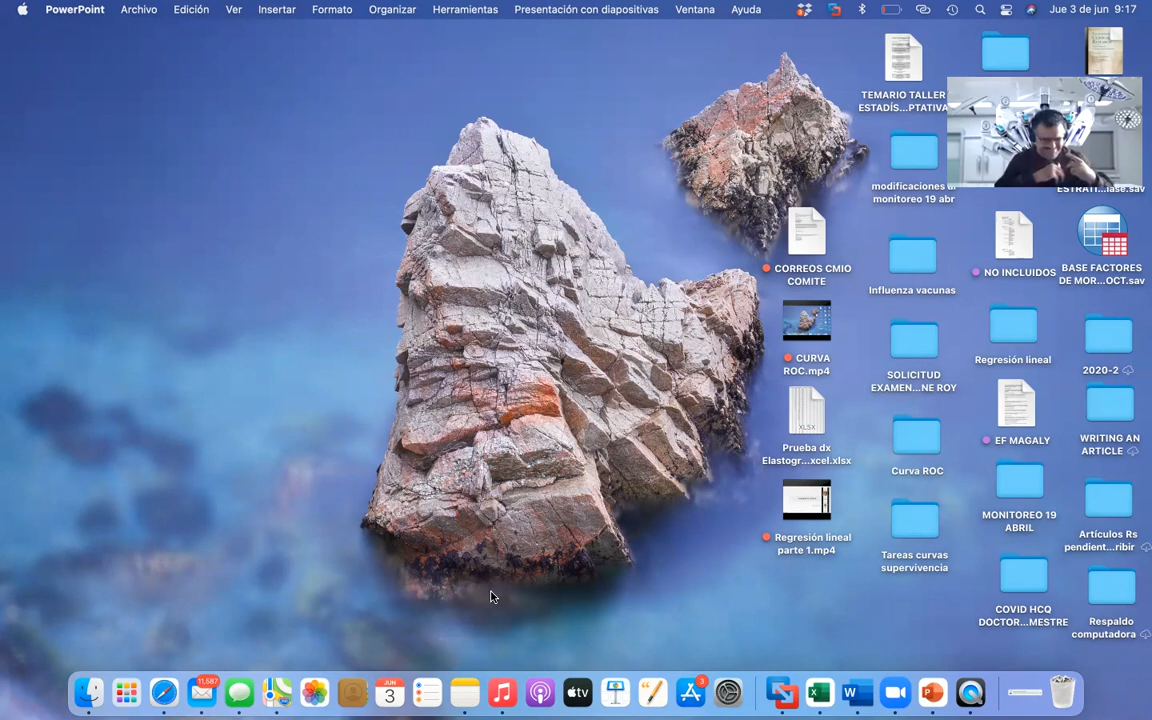 PowerPoint Archivo Edición Ver Insertar Formato Organizar Herramientas Presentación con diapositivas Ventana Ayuda Jue 3 de jun 9:17
TEMARIO TALLER
ESTADÍS...PTATIVA
modificaciones al
monitoreo 19 abr
ESTRATI...lase.sav
CORREOS CMIO
COMITE
Influenza vacunas
NO INCLUIDOS
BASE FACTORES
DE MOR...OCT.sav
CURVA
ROC.mp4
SOLICITUD
EXAMEN...NE ROY
Regresión lineal
2020-2
XLSX
Prueba dx
Elastogr...xcel.xlsx
Curva ROC
EF MAGALY
WRITING AN
ARTICLE
Regresión lineal
parte 1.mp4
Tareas curvas
supervivencia
MONITOREO 19
ABRIL
Artículos Rs
pendient...ribir
COVID HCQ
DOCTOR...MESTRE
Respaldo
computadora
11,587
JUN
3
tv
3